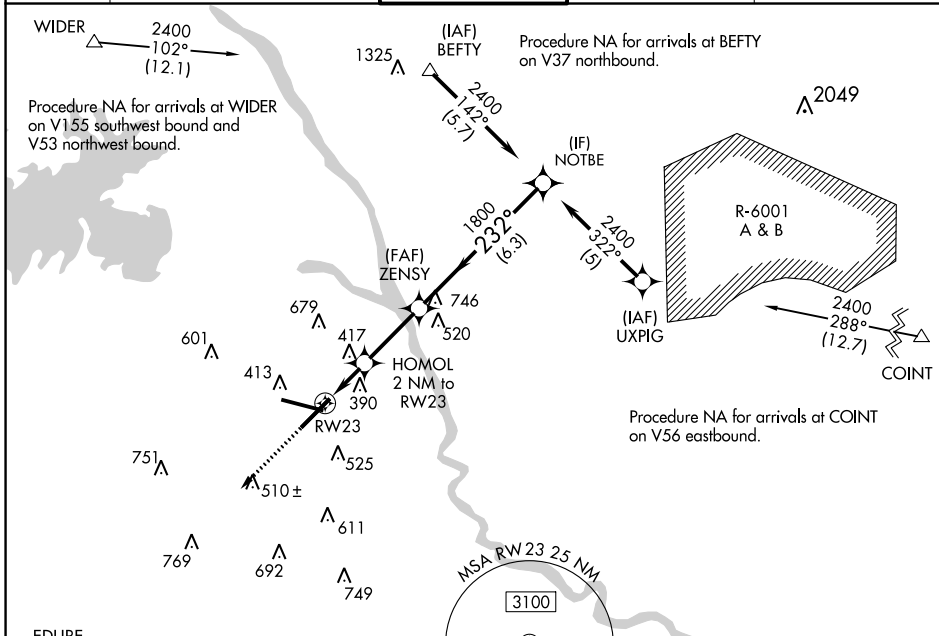 WIDER
2400
102°
(12.1)
Procedure NA for arrivals at WIDER
on V155 southwest bound and
V53 northwest bound.
1325
(IAF)
BEFTY
Procedure NA for arrivals at BEFTY
on V37 northbound.
2400
142°
(5.7)
2049
(IF)
NOTBE
R-6001
A & B
1800
232°
(6.3)
2400
322°
(5)
(FAF)
ZENSY
(IAF)
UXPIG
2400
288°
(12.7)
COINT
746
520
679
417
601
413
390
HOMOL
2 NM to
RW23
RW23
Procedure NA for arrivals at COINT
on V56 eastbound.
751
525
510±
611
769
692
749
MSA RW 23 25 NM
3100